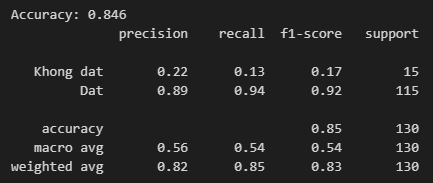 Accuracy: 0.846
precision recall f1-score support
Khong dat 0.22 0.13 0.17 15
Dat 0.89 0.94 0.92 115
accuracy 0.85 130
macro avg 0.56 0.54 0.54 130
weighted avg 0.82 0.85 0.83 130